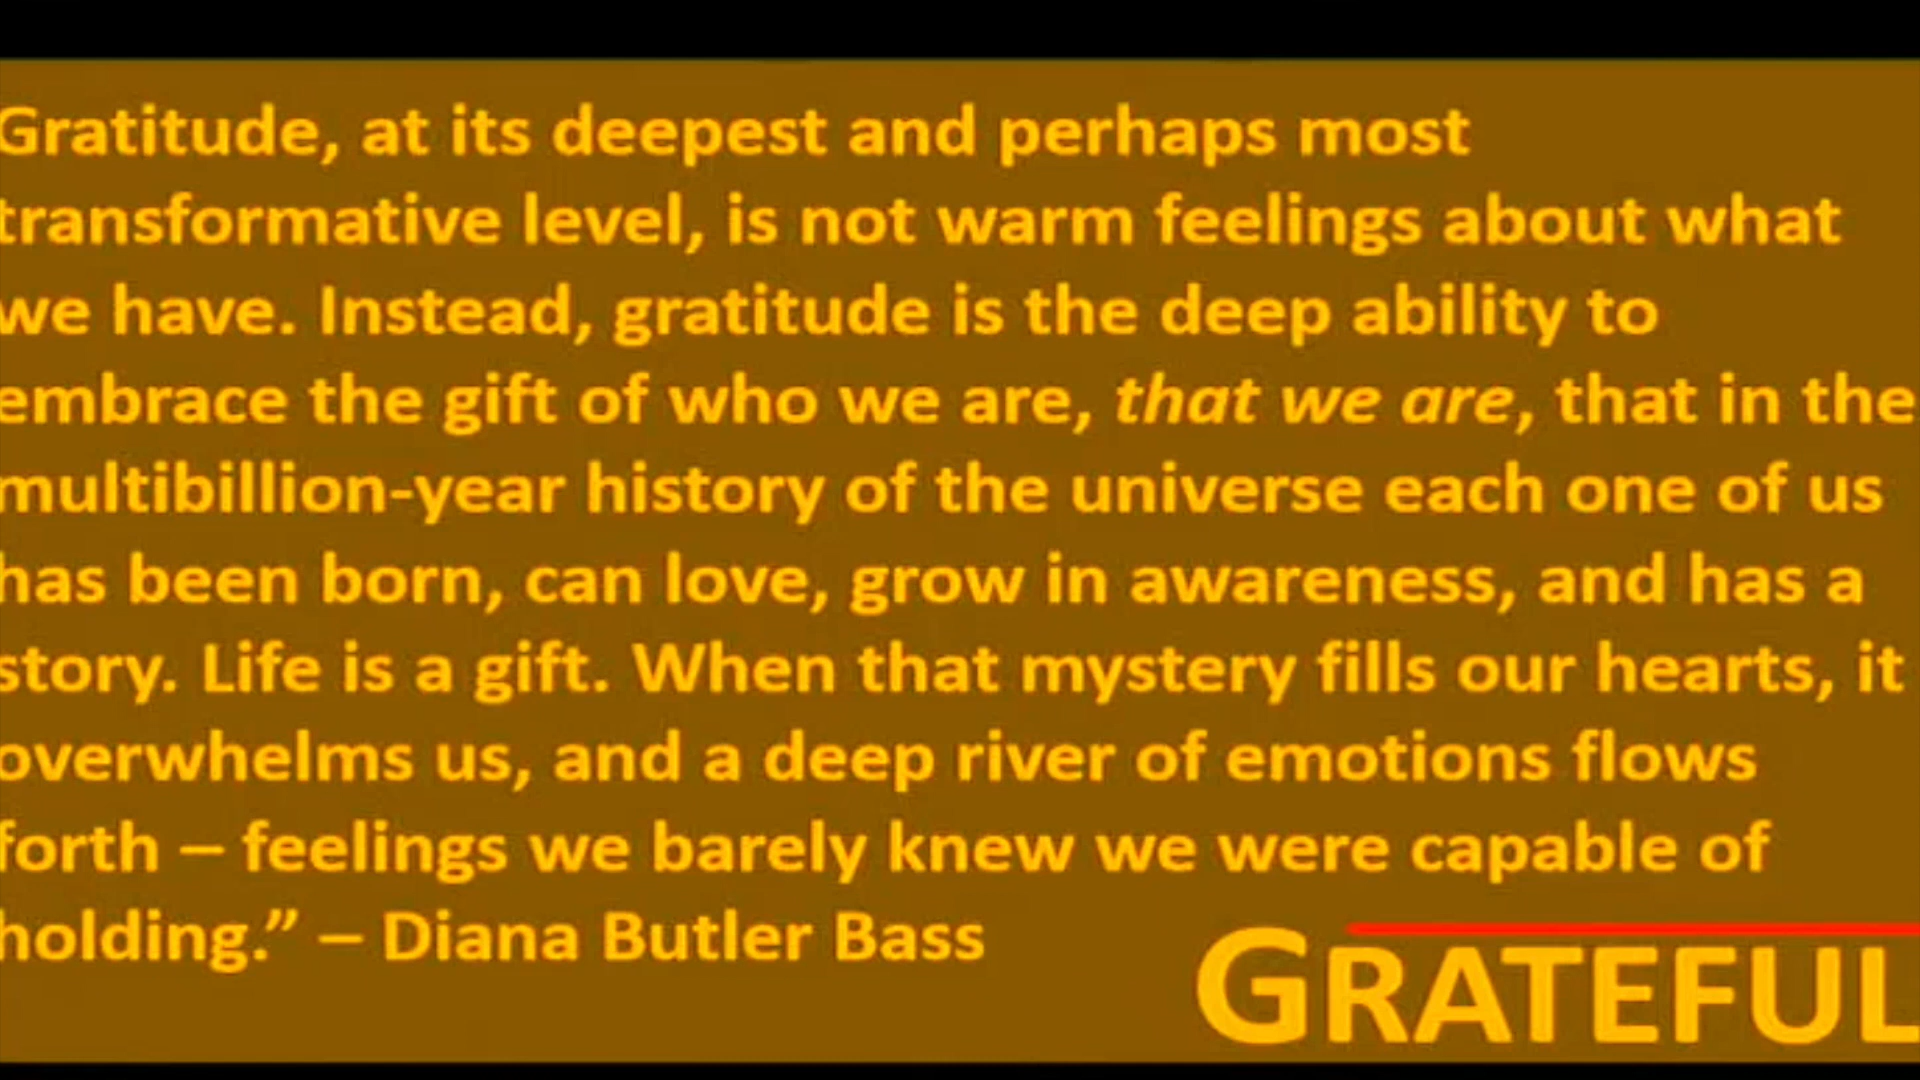 Gratitude, at its deepest and perhaps most
transformative level, is not warm feelings about what
we have. Instead, gratitude is the deep ability to
embrace the gift of who we are, that we are, that in the
multibillion-year history of the universe each one of us
has been born, can love, grow in awareness, and has a
story. Life is a gift. When that mystery fills our hearts, it
overwhelms us, and a deep river of emotions flows
forth – feelings we barely knew we were capable of
holding.” – Diana Butler Bass
GRATEFUL